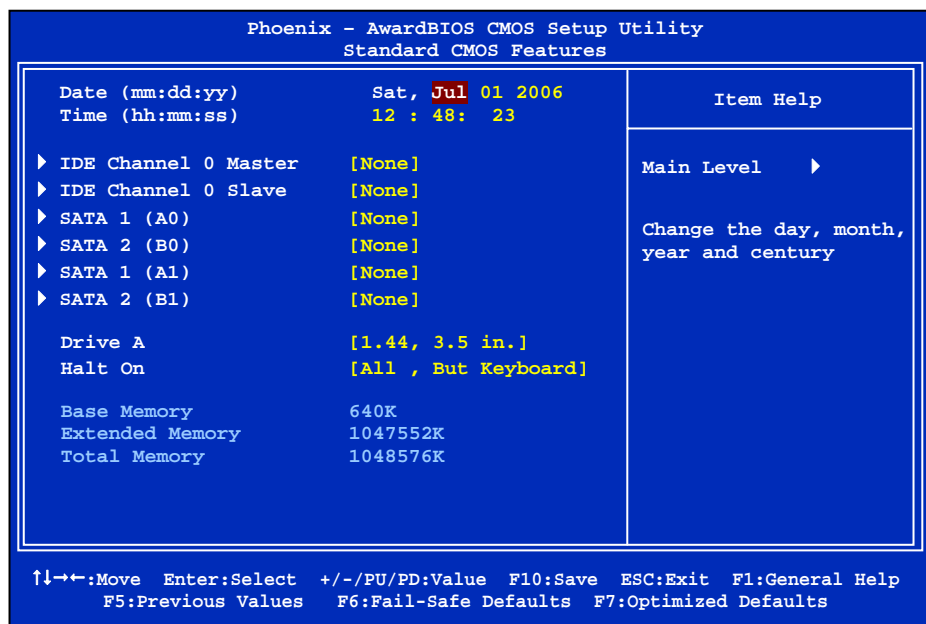 Phoenix – AwardBIOS CMOS Setup Utility
Standard CMOS Features
Date (mm:dd:yy) Sat, Jul 01 2006
Time (hh:mm:ss) 12 : 48: 23
IDE Channel 0 Master [None]
IDE Channel 0 Slave [None]
SATA 1 (A0) [None]
SATA 2 (B0) [None]
SATA 1 (A1) [None]
SATA 2 (B1) [None]
Drive A [1.44, 3.5 in.]
Halt On [All , But Keyboard]
Base Memory 640K
Extended Memory 1047552K
Total Memory 1048576K
Item Help
Main Level
Change the day, month,
year and century
↑↓→←:Move Enter:Select +/-/PU/PD:Value F10:Save ESC:Exit F1:General Help
F5:Previous Values F6:Fail-Safe Defaults F7:Optimized Defaults